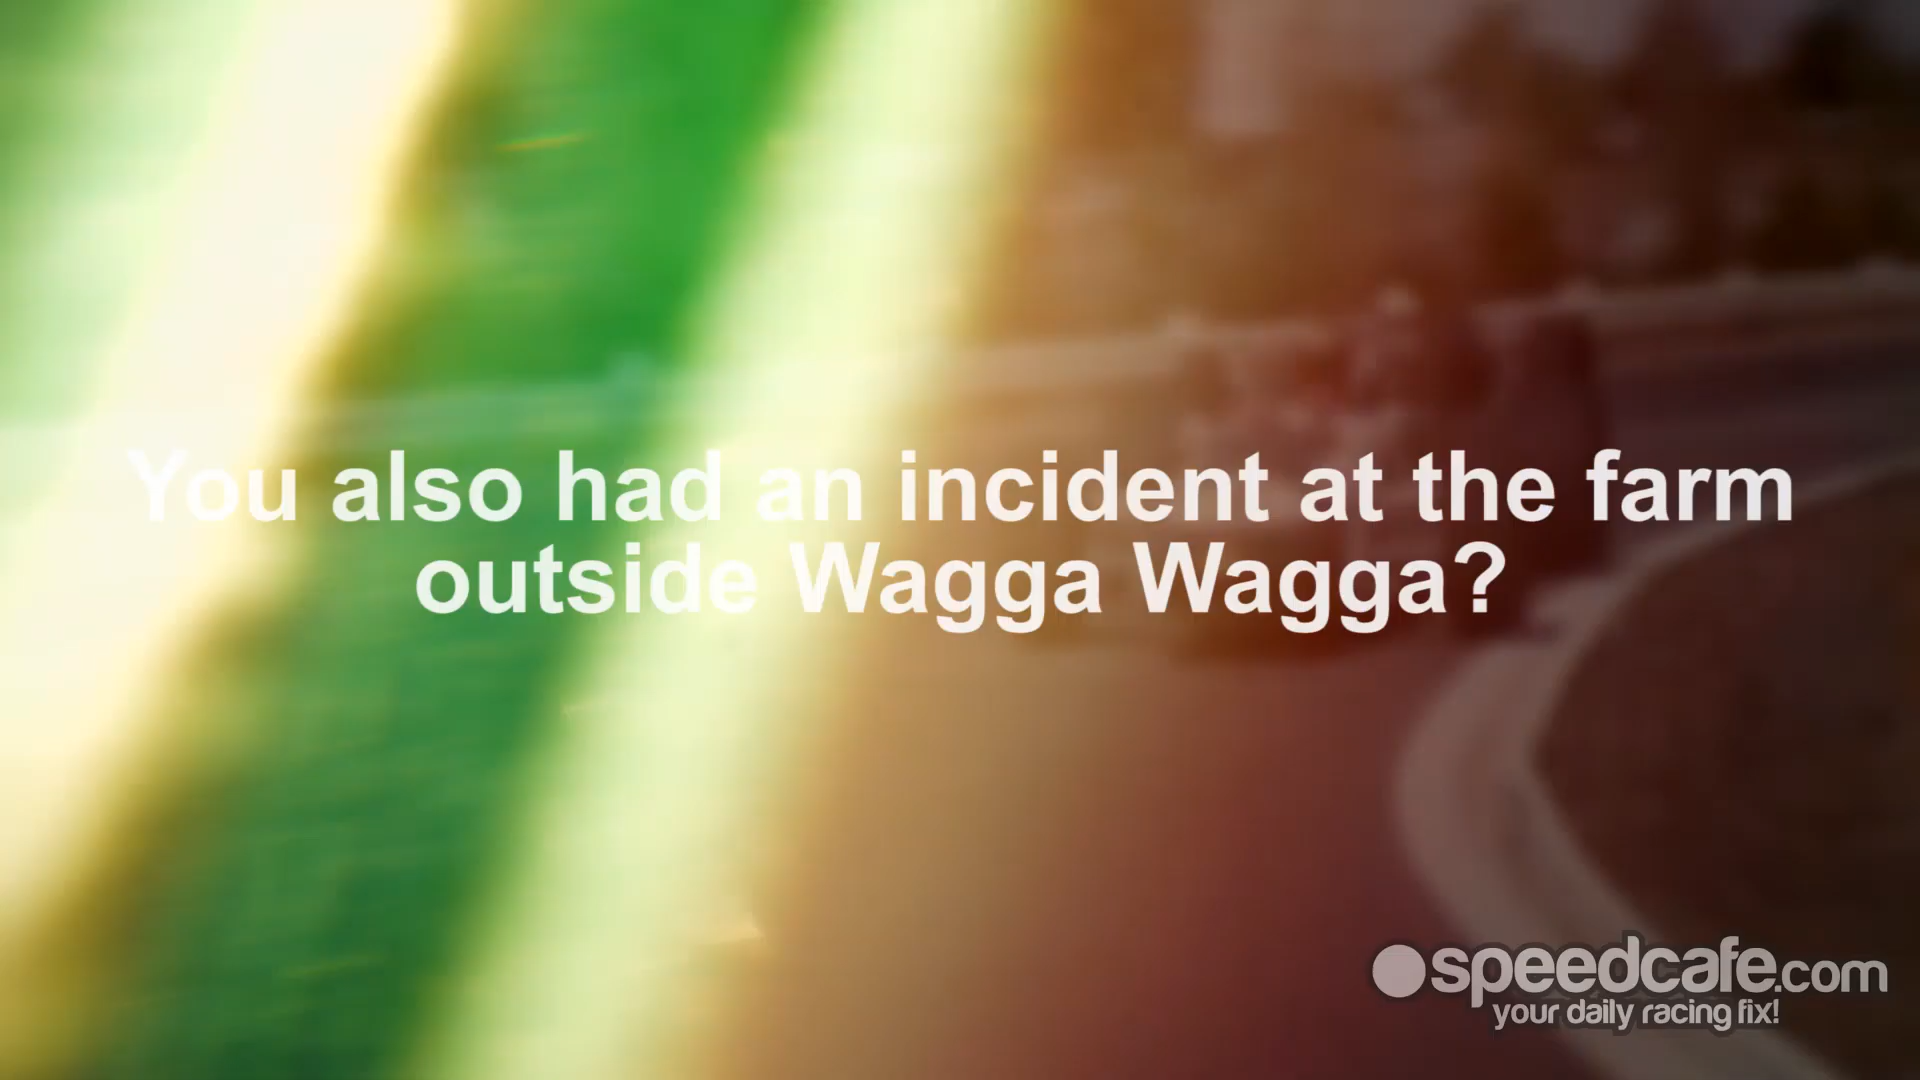 You also had an incident at the farm
outside Wagga Wagga?
speedcafe.com
your daily racing fix!